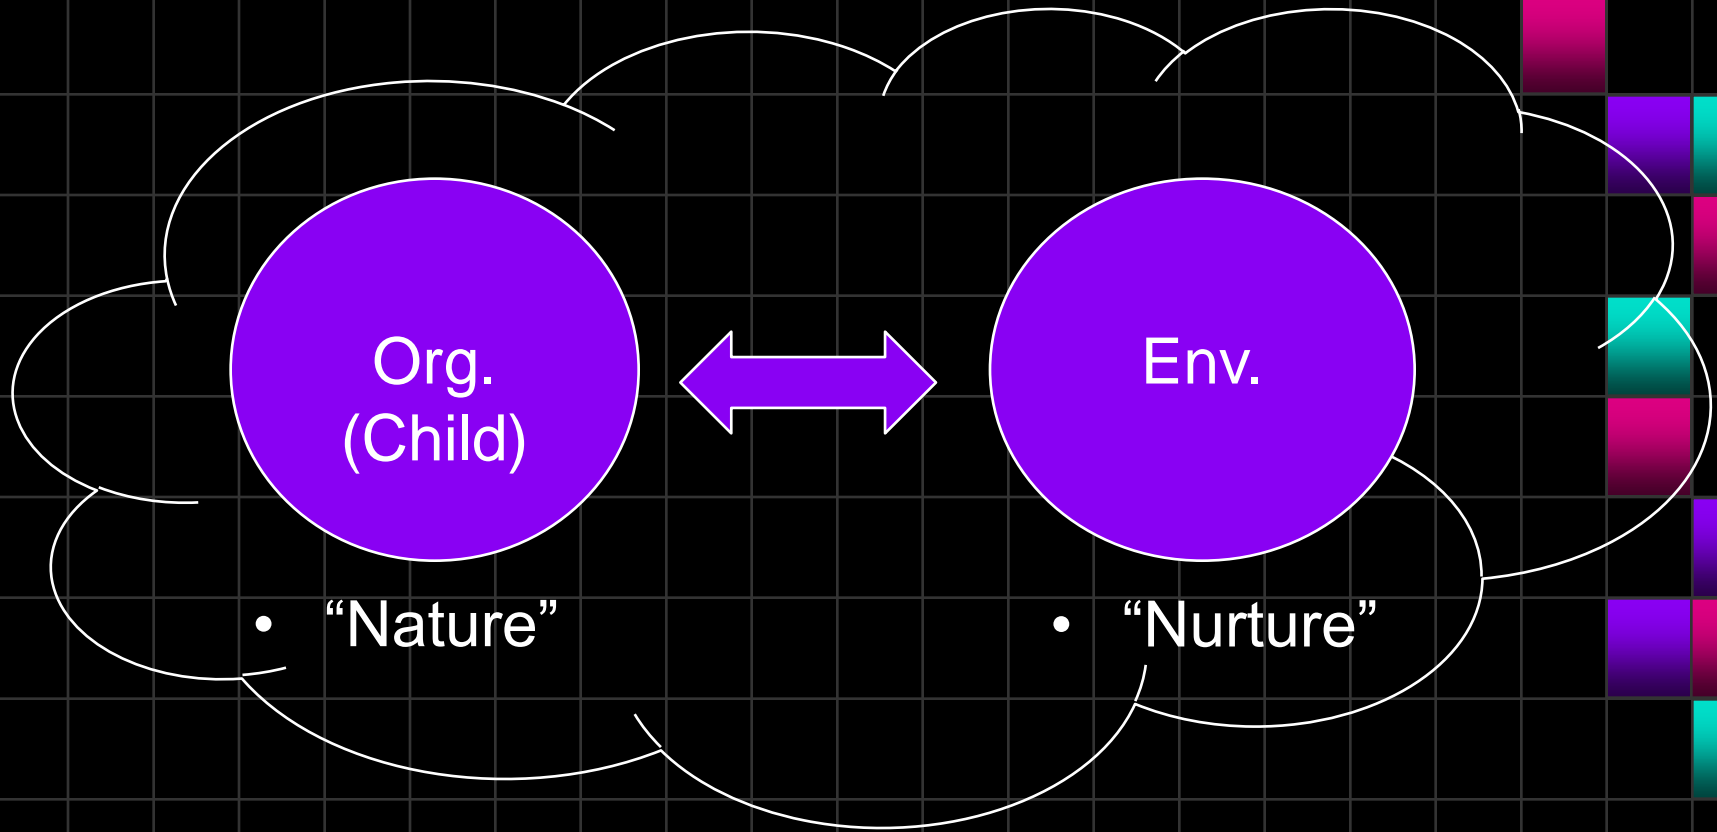 Org.
(Child)
Env.
• “Nature”
• “Nurture”